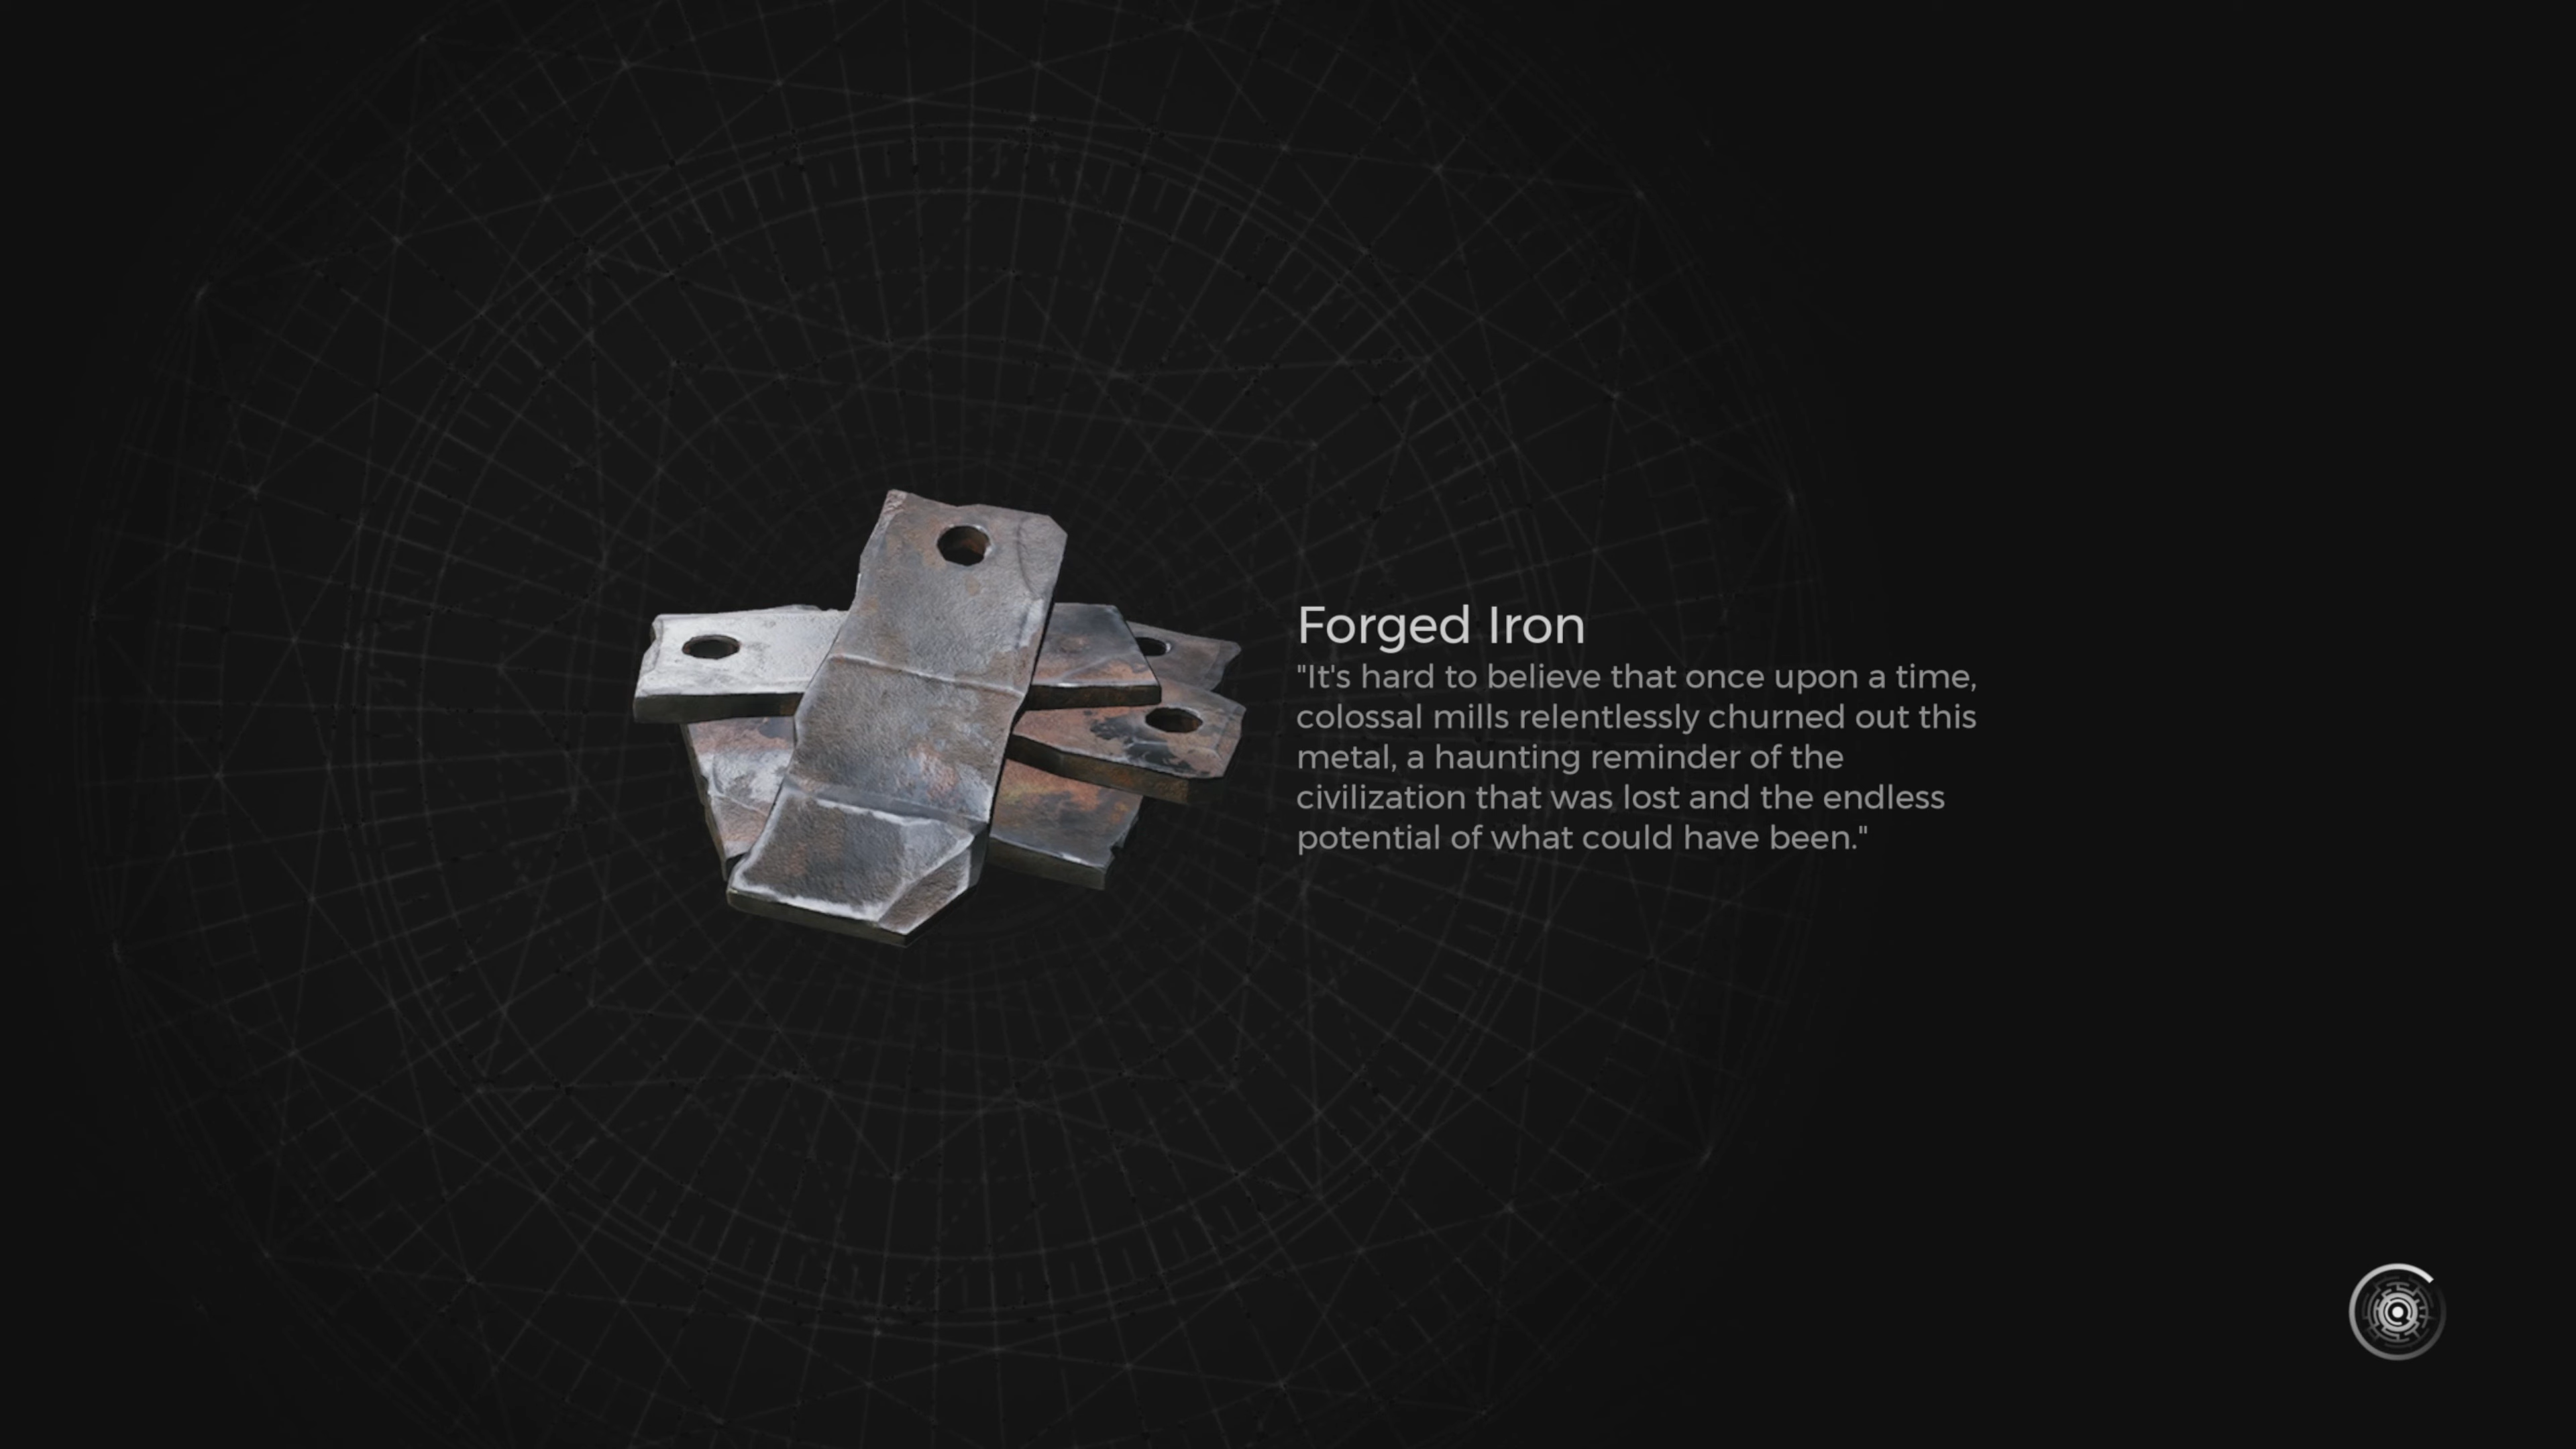 Forged Iron
"It's hard to believe that once upon a time,
colossal mills relentlessly churned out this
metal, a haunting reminder of the
civilization that was lost and the endless
potential of what could have been."